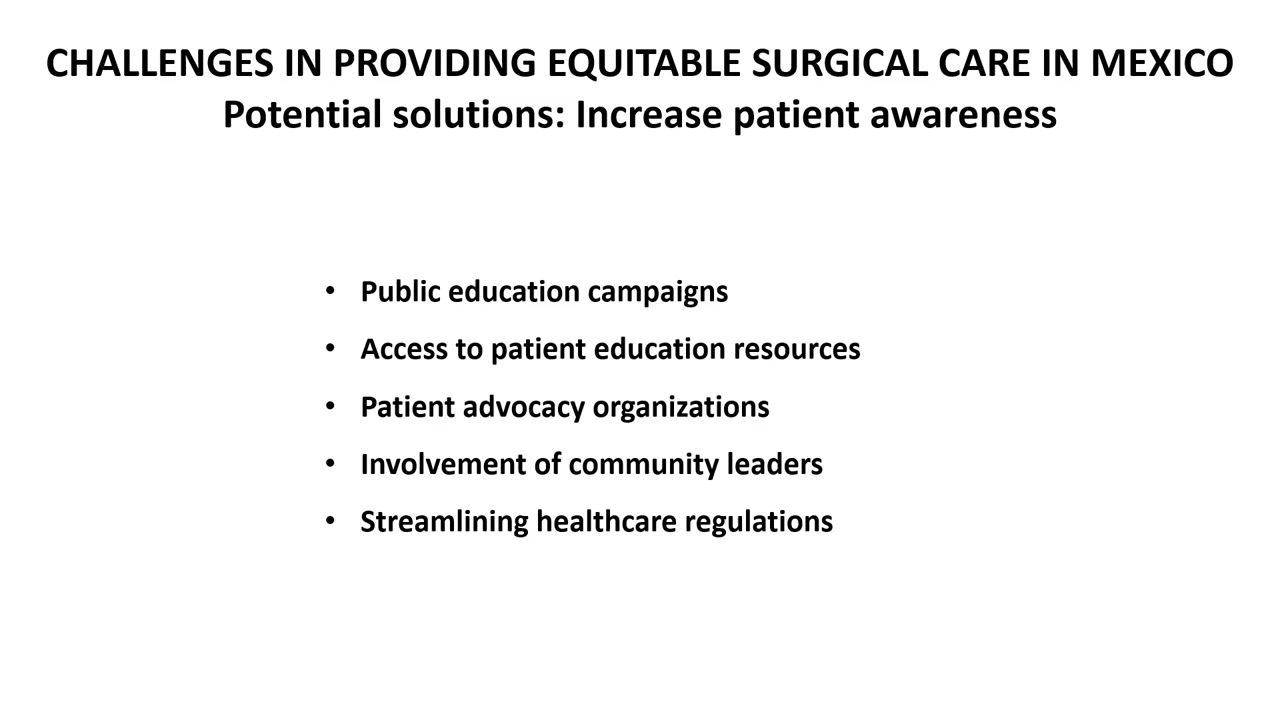 CHALLENGES IN PROVIDING EQUITABLE SURGICAL CARE IN MEXICO
Potential solutions: Increase patient awareness
• Public education campaigns
• Access to patient education resources
• Patient advocacy organizations
• Involvement of community leaders
• Streamlining healthcare regulations